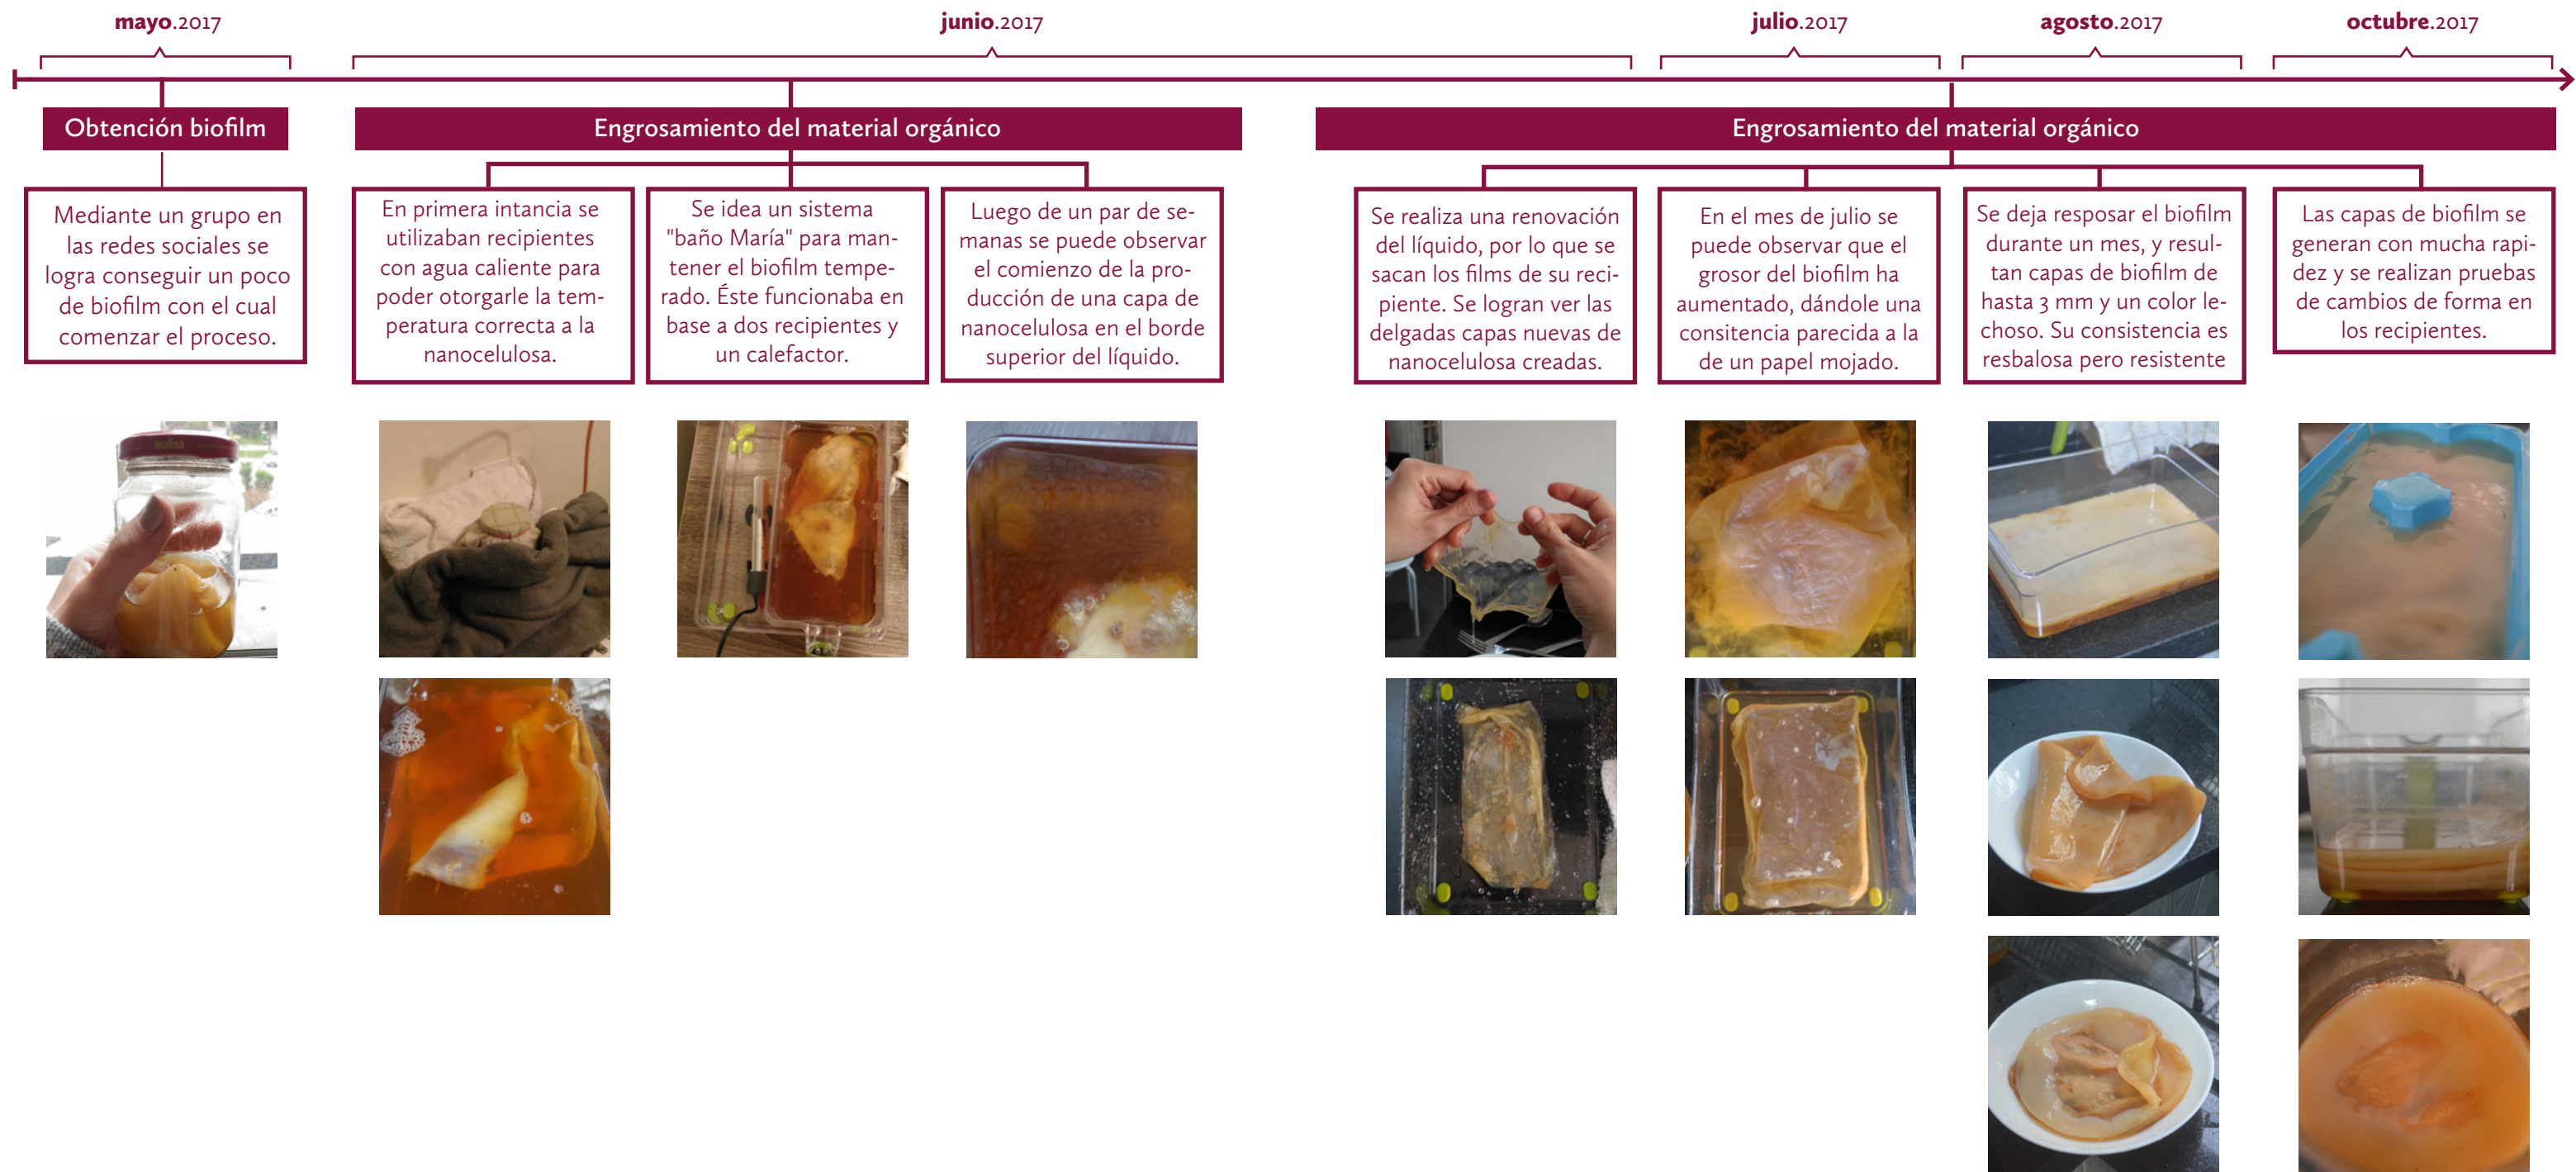 mayo.2017
junio.2017
julio.2017
agosto.2017
octubre.2017
Obtención biofilm
Engrosamiento del material orgánico
Engrosamiento del material orgánico
Mediante un grupo en
las redes sociales se
logra conseguir un poco
de biofilm con el cual
comenzar el proceso.
En primera intancia se
utilizaban recipientes
con agua caliente para
poder otorgarle la tem-
peratura correcta a la
nanocelulosa.
Se idea un sistema
"baño María" para man-
tener el biofilm tempe-
rado. Éste funcionaba en
base a dos recipientes y
un calefactor.
Luego de un par de se-
manas se puede observar
el comienzo de la pro-
ducción de una capa de
nanocelulosa en el borde
superior del líquido.
Se realiza una renovación
del líquido, por lo que se
sacan los films de su reci-
piente. Se logran ver las
delgadas capas nuevas de
nanocelulosa creadas.
En el mes de julio se
puede observar que el
grosor del biofilm ha
aumentado, dándole una
consitencia parecida a la
de un papel mojado.
Se deja resposar el biofilm
durante un mes, y resul-
tan capas de biofilm de
hasta 3 mm y un color le-
choso. Su consistencia es
resbalosa pero resistente
Las capas de biofilm se
generan con mucha rapi-
dez y se realizan pruebas
de cambios de forma en
los recipientes.
malloa